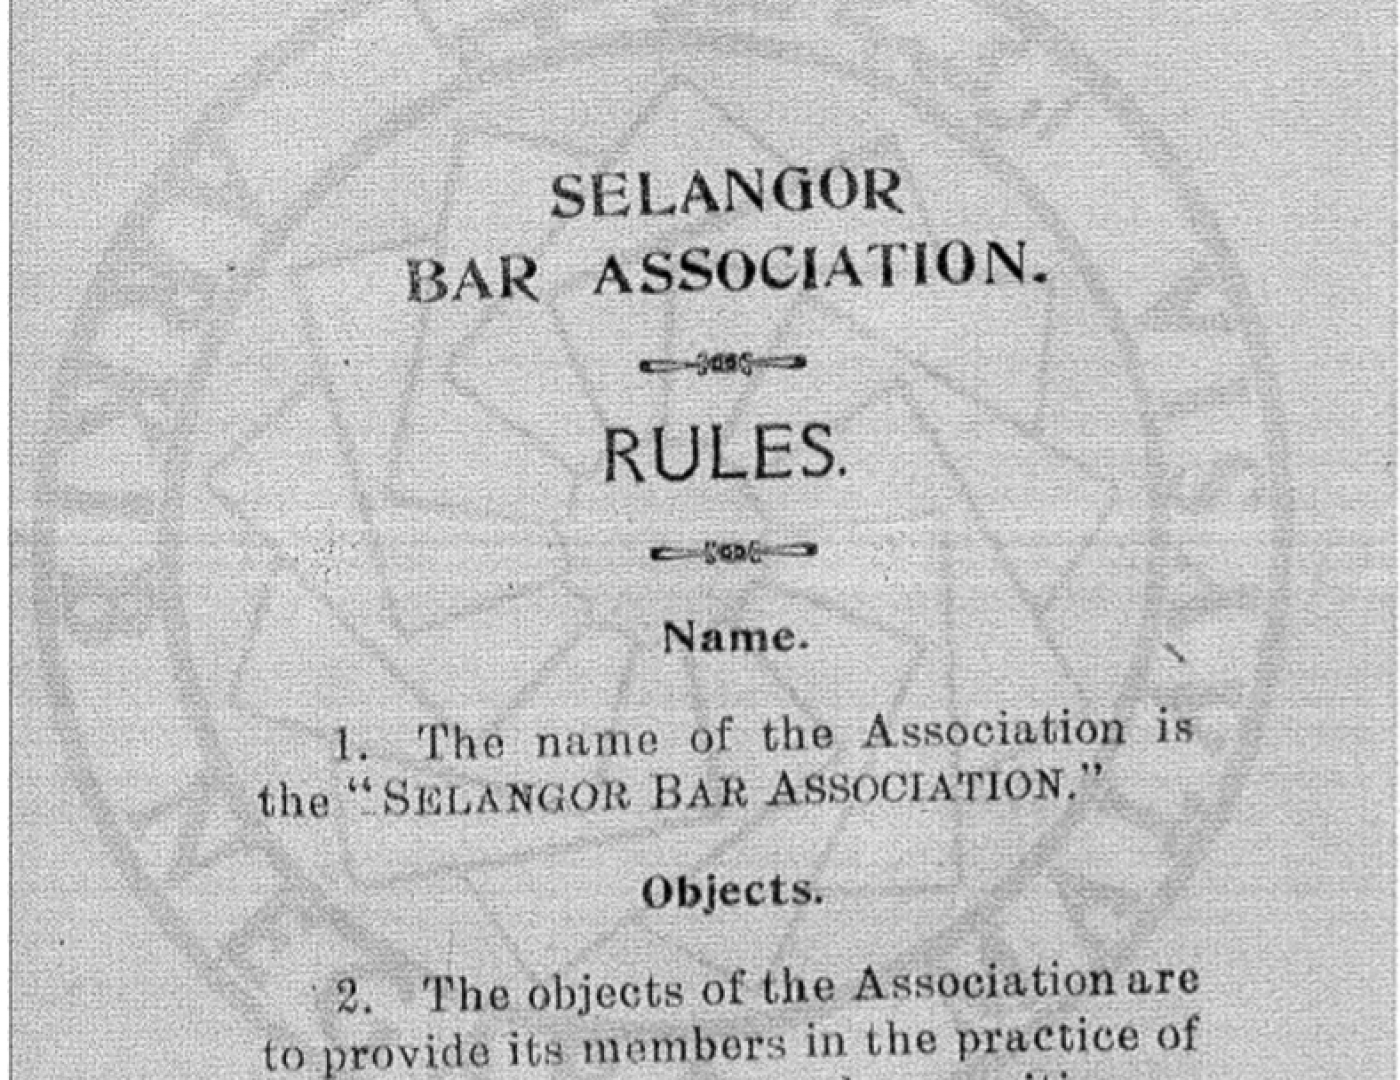 SELANGOR
BAR ASSOCIATION.
RULES.
Name.
1. The name of the Association is
the "SELANGOR BAR ASSOCIATION."
Objects.
2. The objects of the Association are
to provide its members in the practice of